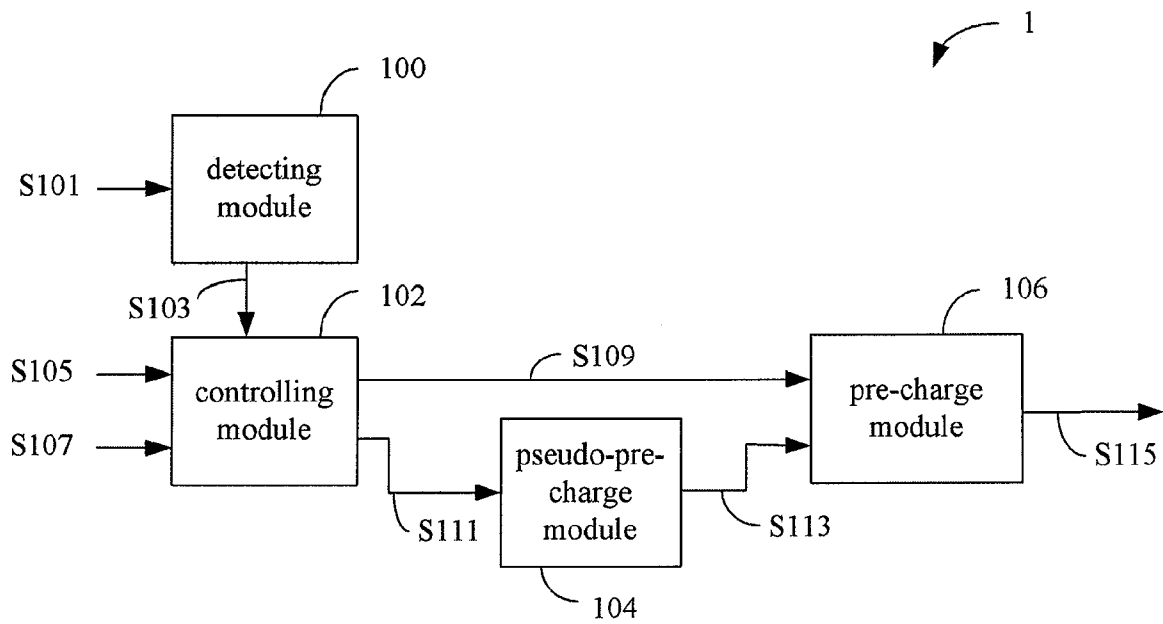 1
100
detecting
module
S101
S103
102
106
S105
S107
controlling
module
S109
pre-charge
module
S115
pseudo-pre-
charge
module
S111
S113
104